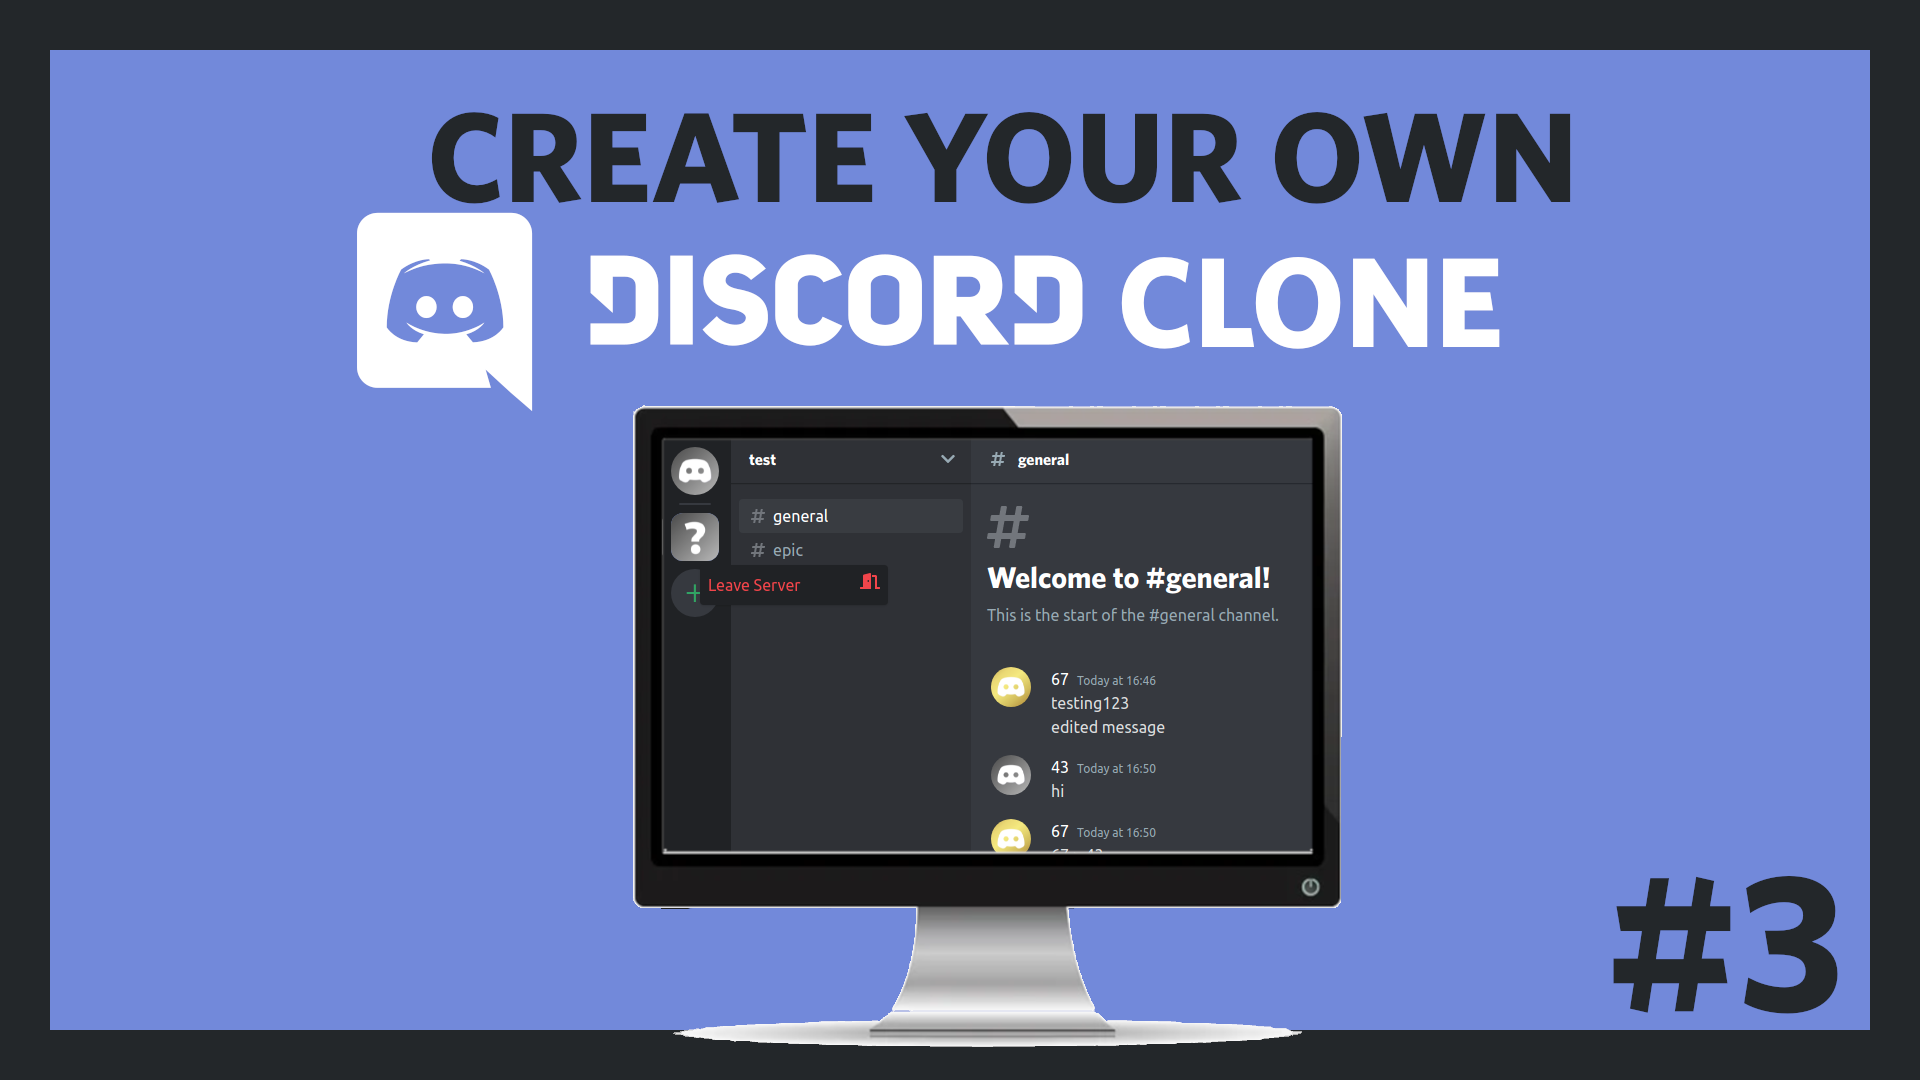 CREATE YOUR OWN
DISCORD CLONE
test
# general
# general
# epic
Leave Server
#
Welcome to #general!
This is the start of the #general channel.
67 Today at 16:46
testing123
edited message
43 Today at 16:50
hi
67 Today at 16:50
#3